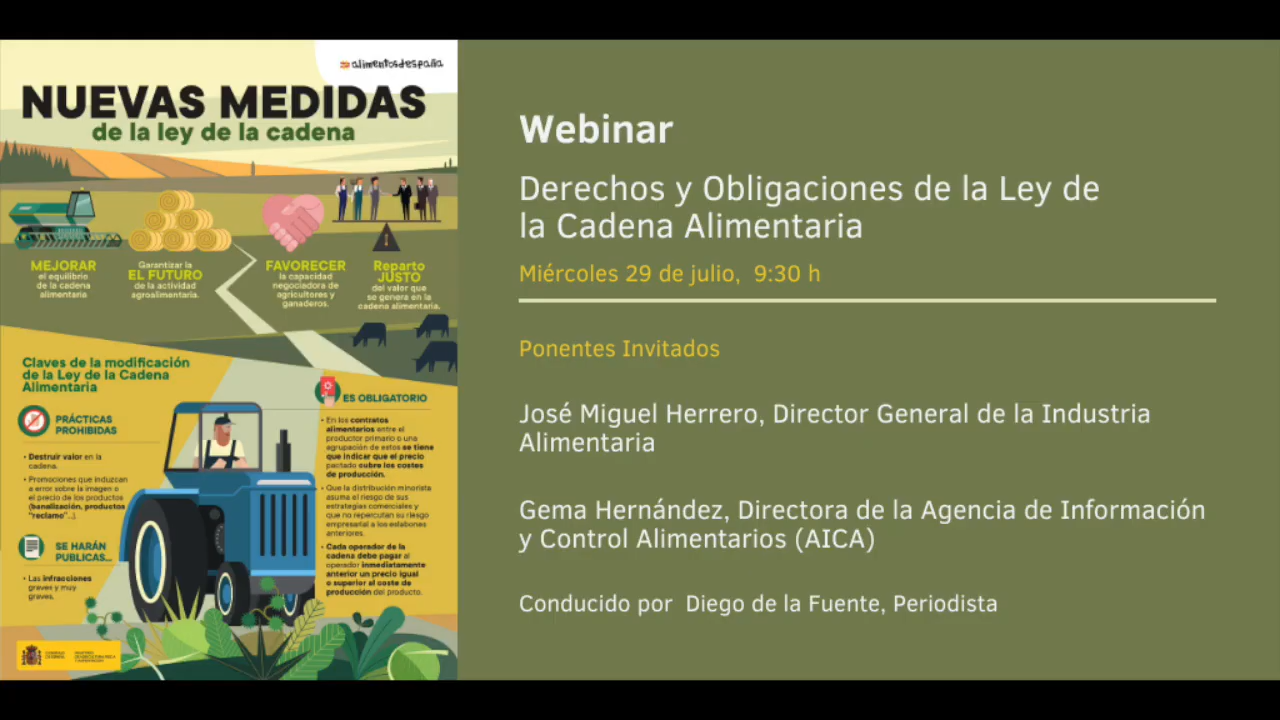 alimentosdespaña
NUEVAS MEDIDAS
de la ley de la cadena
MEJORAR
el equilibrio
de la cadena
alimentaria
Garantizar la
EL FUTURO
de la actividad
agroalimentaria.
FAVORECER
la capacidad
negociadora de
agricultores y
ganaderos.
Reparto
JUSTO
del valor que
se genera en la
cadena alimentaria.
Claves de la modificación
de la Ley de la Cadena
Alimentaria
PRÁCTICAS
PROHIBIDAS
• Destruir valor en la
cadena.
• Promociones que induzcan
a error sobre la imagen o
el precio de los productos
(banalización, productos
"reclamo"...).
SE HARÁN
PUBLICAS...
• Las infracciones
graves y muy
graves.
ES OBLIGATORIO
• En los contratos
alimentarios entre el
productor primario o una
agrupación de estos se tiene
que indicar que el precio
pactado cubre los costes
de producción.
• Que la distribución minorista
asuma el riesgo de sus
estrategias comerciales y
que no repercutan su riesgo
empresarial a los eslabones
anteriores.
• Cada operador de la
cadena debe pagar al
operador inmediatamente
anterior un precio igual
o superior al coste de
producción del producto.
Webinar
Derechos y Obligaciones de la Ley de
la Cadena Alimentaria
Miércoles 29 de julio, 9:30 h
Ponentes Invitados
José Miguel Herrero, Director General de la Industria
Alimentaria
Gema Hernández, Directora de la Agencia de Información
y Control Alimentarios (AICA)
Conducido por Diego de la Fuente, Periodista